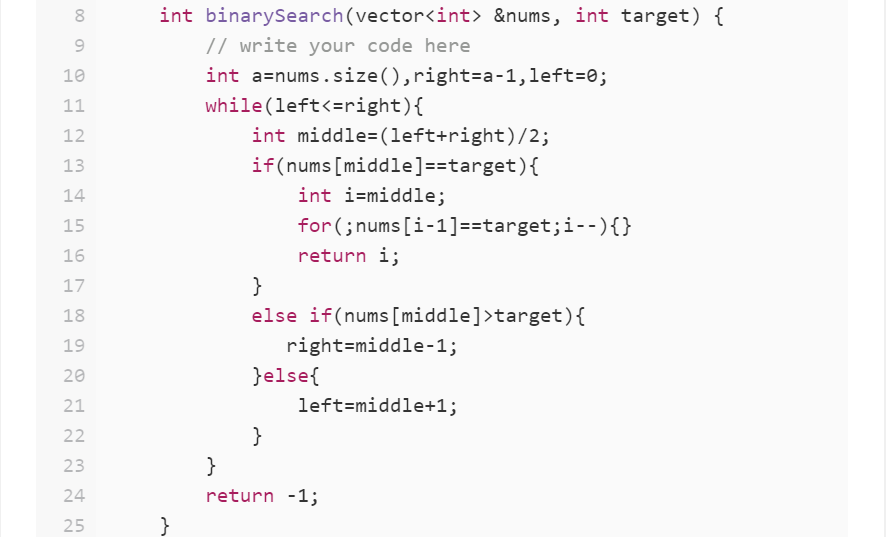 8 int binarySearch(vector<int> &nums, int target) {
9 // write your code here
10 int a=nums.size(),right=a-1,left=0;
11 while(left<=right){
12 int middle=(left+right)/2;
13 if(nums[middle]==target){
14 int i=middle;
15 for(;nums[i-1]==target;i--){}
16 return i;
17 }
18 else if(nums[middle]>target){
19 right=middle-1;
20 }else{
21 left=middle+1;
22 }
23 }
24 return -1;
25 }